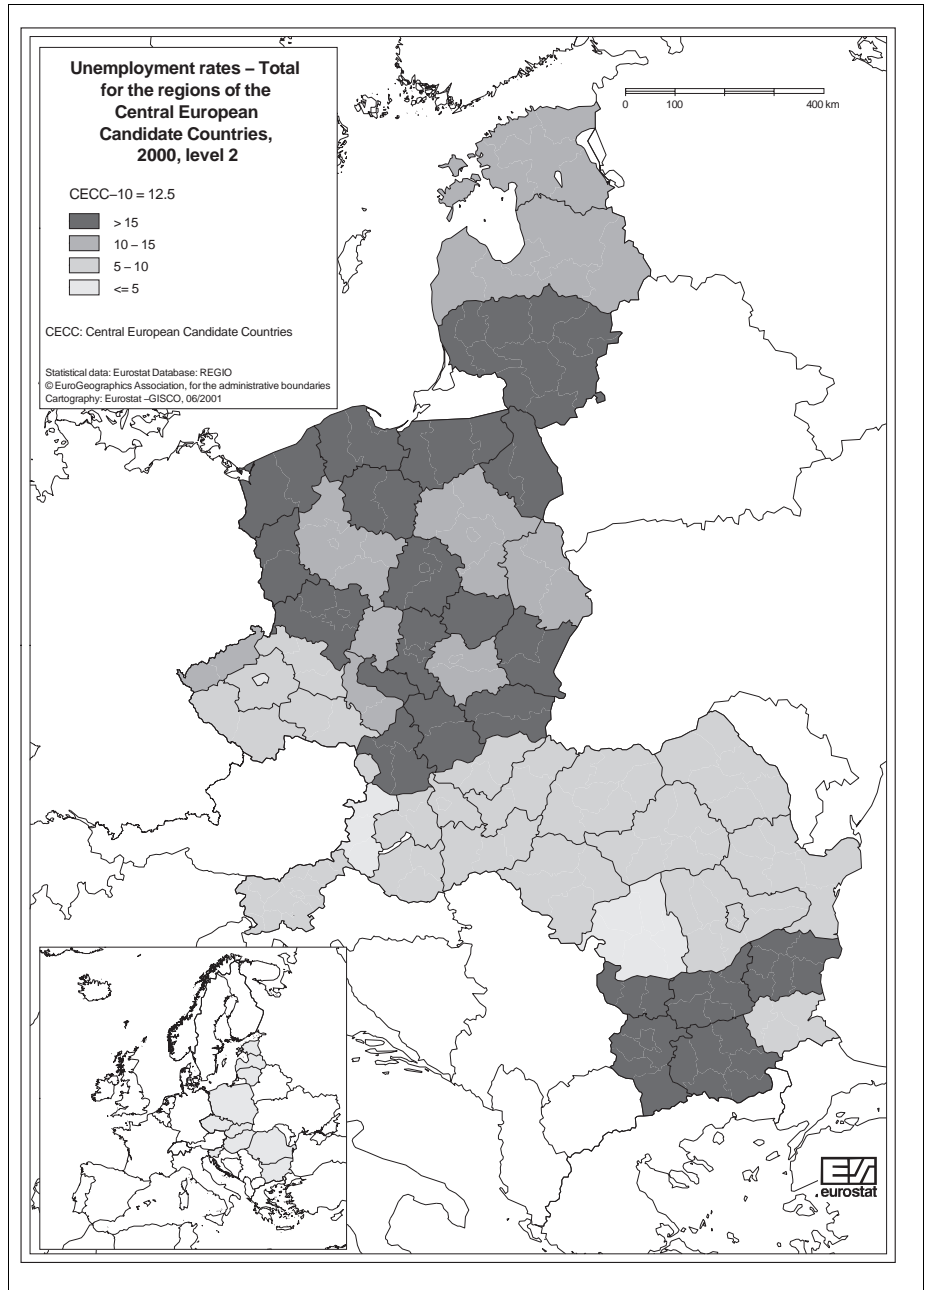 Unemployment rates – Total
for the regions of the
Central European
Candidate Countries,
2000, level 2
CECC–10 = 12.5
> 15
10 – 15
5 – 10
<= 5
CECC: Central European Candidate Countries
Statistical data: Eurostat Database: REGIO
© EuroGeographics Association, for the administrative boundaries
Cartography: Eurostat –GISCO, 06/2001
0 100 400 km
eurostat